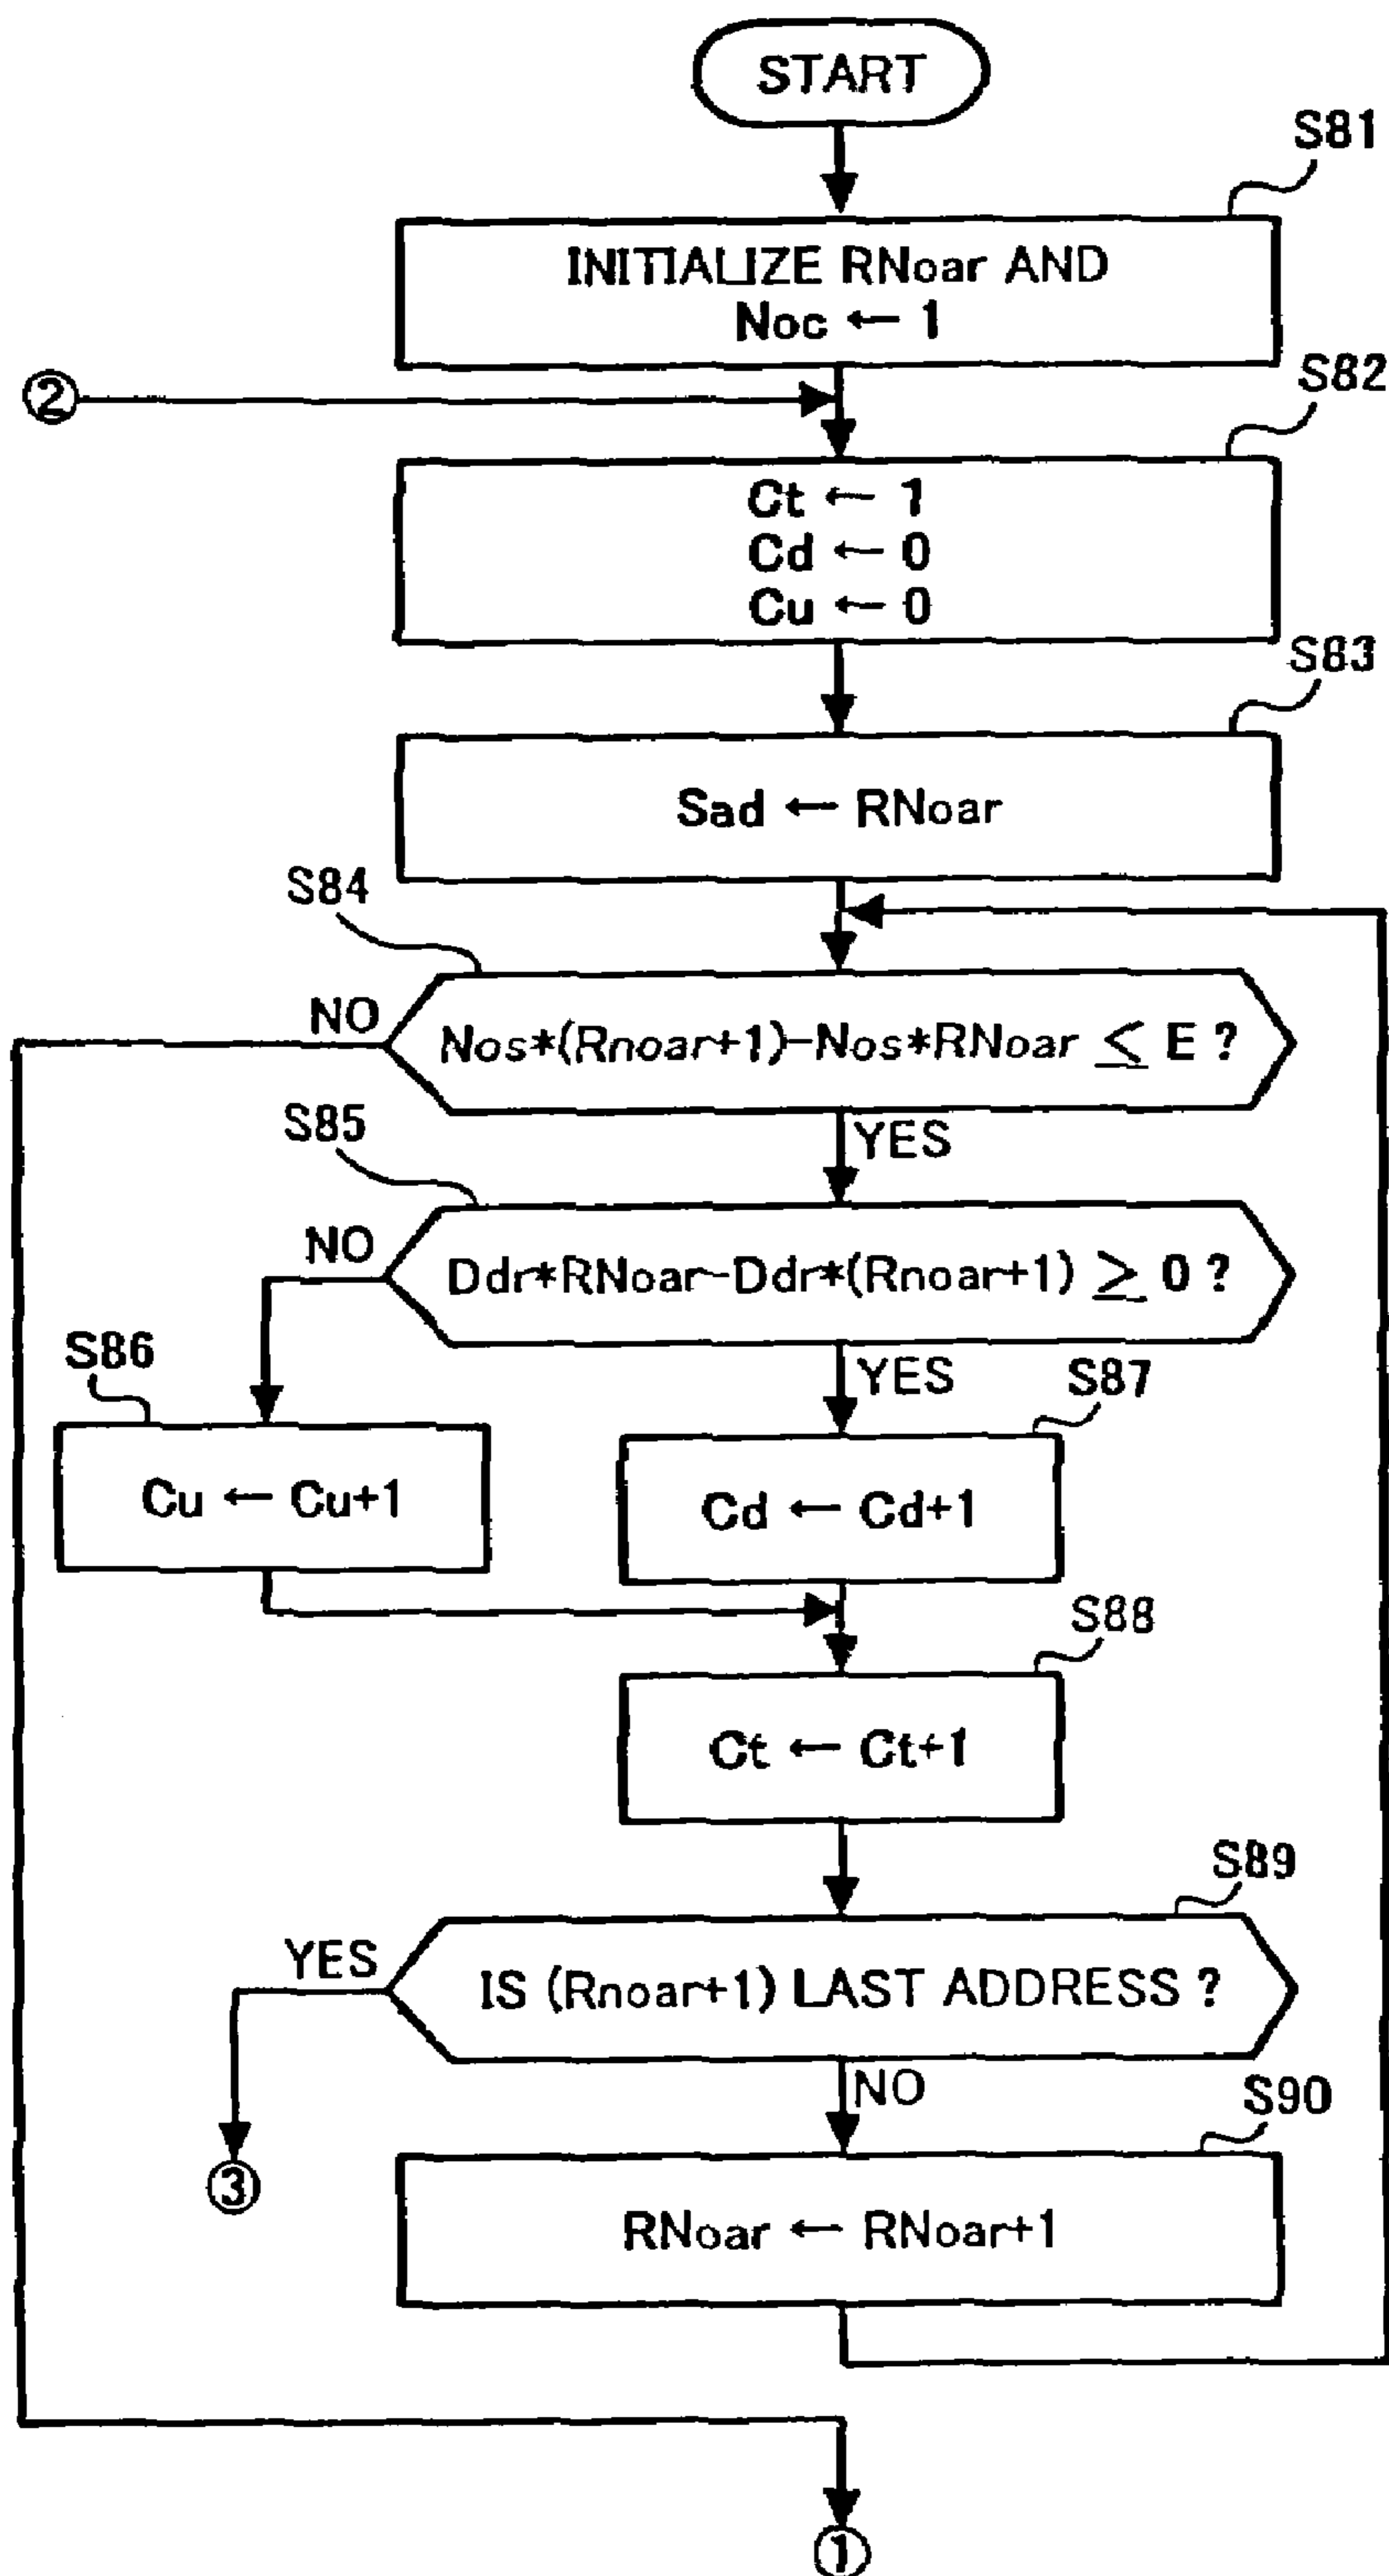 START
S81
INITIALIZE RNoar AND
Noc ← 1
②
S82
Ct ← 1
Cd ← 0
Cu ← 0
S83
Sad ← RNoar
S84
NO
Nos*(Rnoar+1)-Nos*RNoar ≤ E ?
YES
S85
NO
Ddr*RNoar-Ddr*(Rnoar+1) ≥ 0 ?
YES
S86
Cu ← Cu+1
S87
Cd ← Cd+1
S88
Ct ← Ct+1
S89
YES
IS (Rnoar+1) LAST ADDRESS ?
NO
③
S90
RNoar ← RNoar+1
①